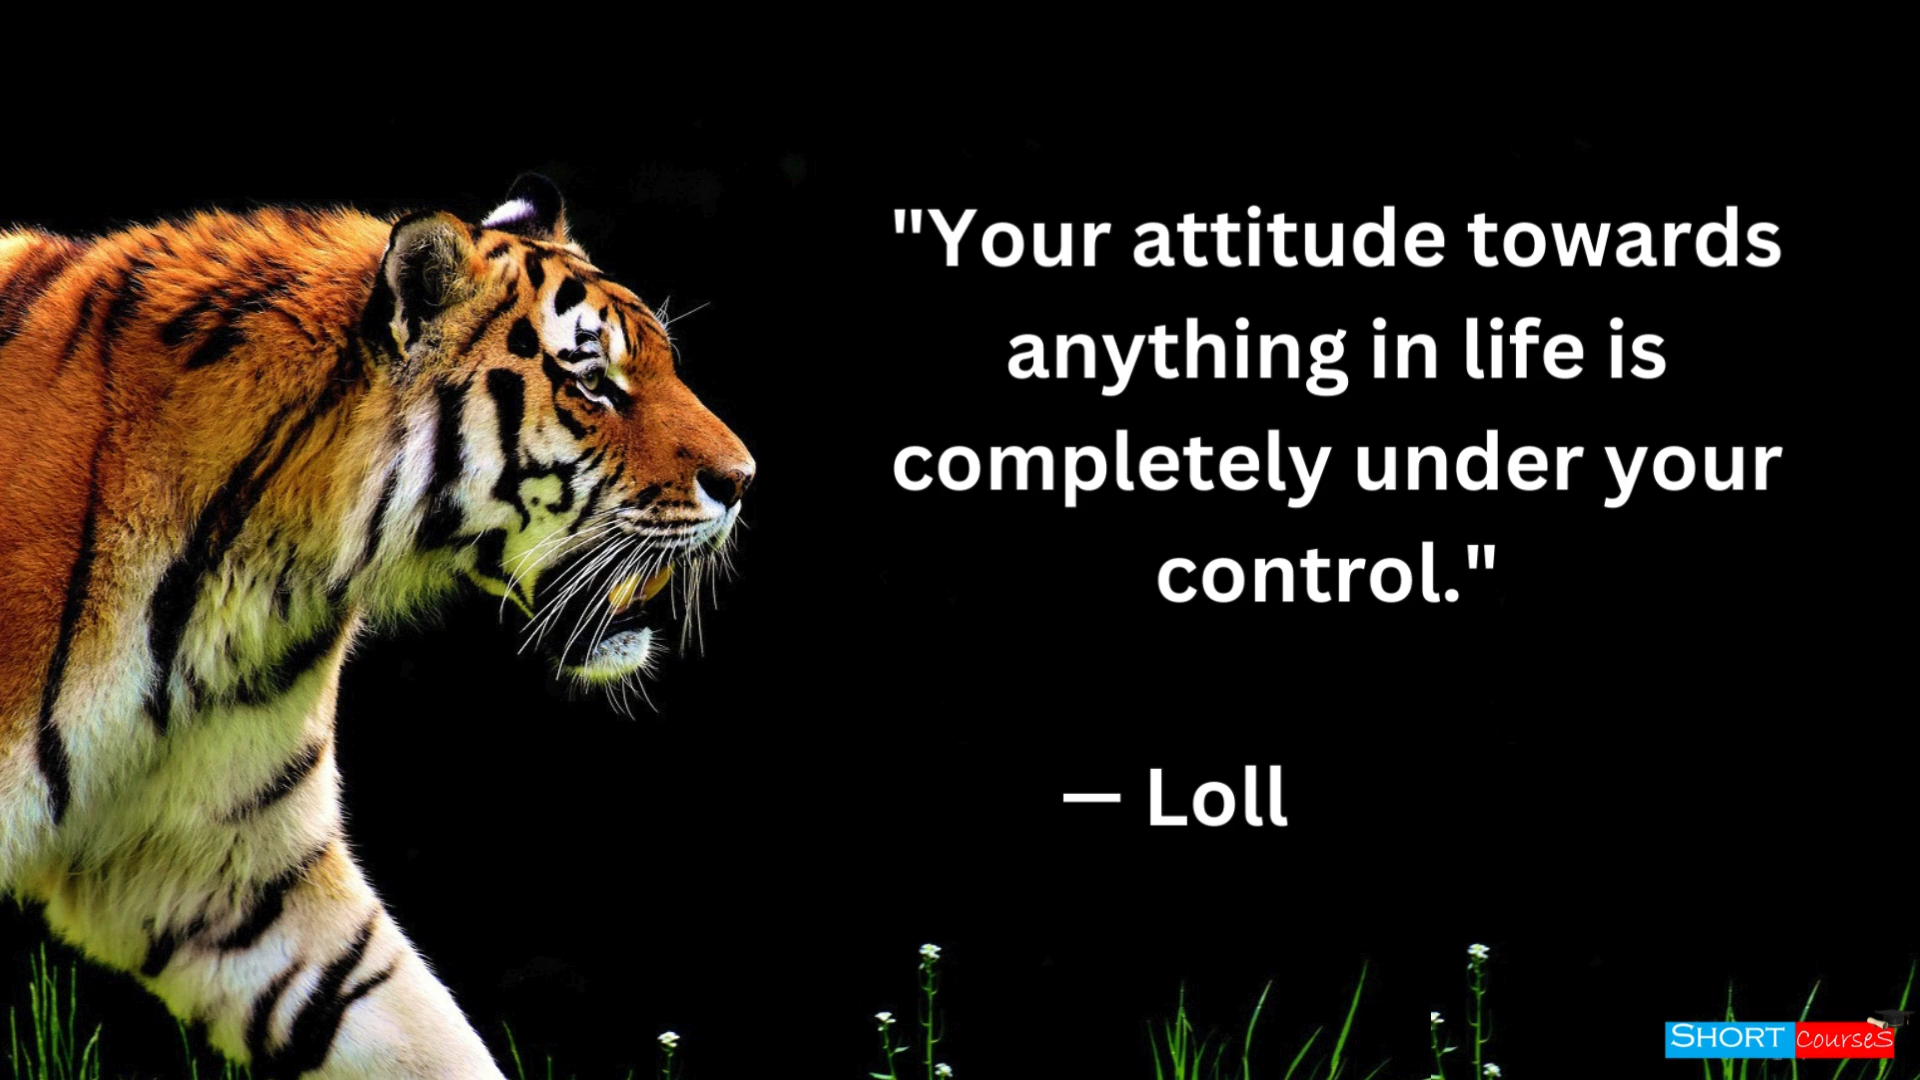 "Your attitude towards
anything in life is
completely under your
control."
— Loll
SHORT CourseS